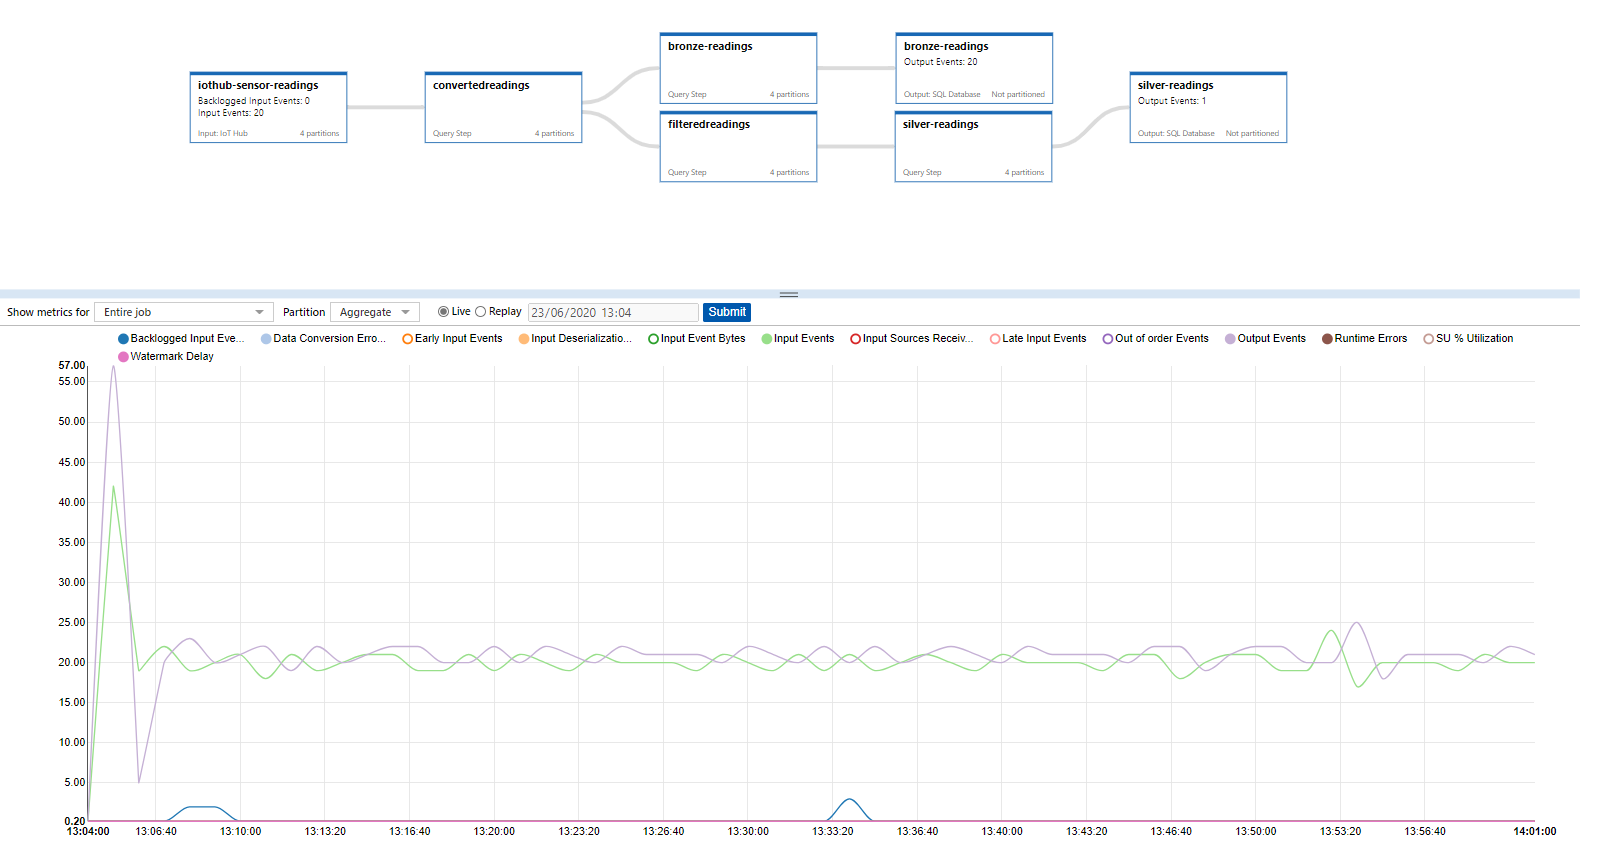 bronze-readings
Query Step 4 partitions
bronze-readings
Output Events: 20
Output: SQL Database Not partitioned
iothub-sensor-readings
Backlogged Input Events: 0
Input Events: 20
Input: IoT Hub 4 partitions
convertedreadings
Query Step 4 partitions
silver-readings
Output Events: 1
Output: SQL Database Not partitioned
filteredreadings
Query Step 4 partitions
silver-readings
Query Step 4 partitions
Show metrics for Entire job Partition Aggregate Live Replay 23/06/2020 13:04 Submit
Backlogged Input Eve... Data Conversion Erro... Early Input Events Input Deserializatio... Input Event Bytes Input Events Input Sources Receiv... Late Input Events Out of order Events Output Events Runtime Errors SU % Utilization
Watermark Delay
57.00
55.00
50.00
45.00
40.00
35.00
30.00
25.00
20.00
15.00
10.00
5.00
0.20
13:04:00 13:06:40 13:10:00 13:13:20 13:16:40 13:20:00 13:23:20 13:26:40 13:30:00 13:33:20 13:36:40 13:40:00 13:43:20 13:46:40 13:50:00 13:53:20 13:56:40 14:01:00